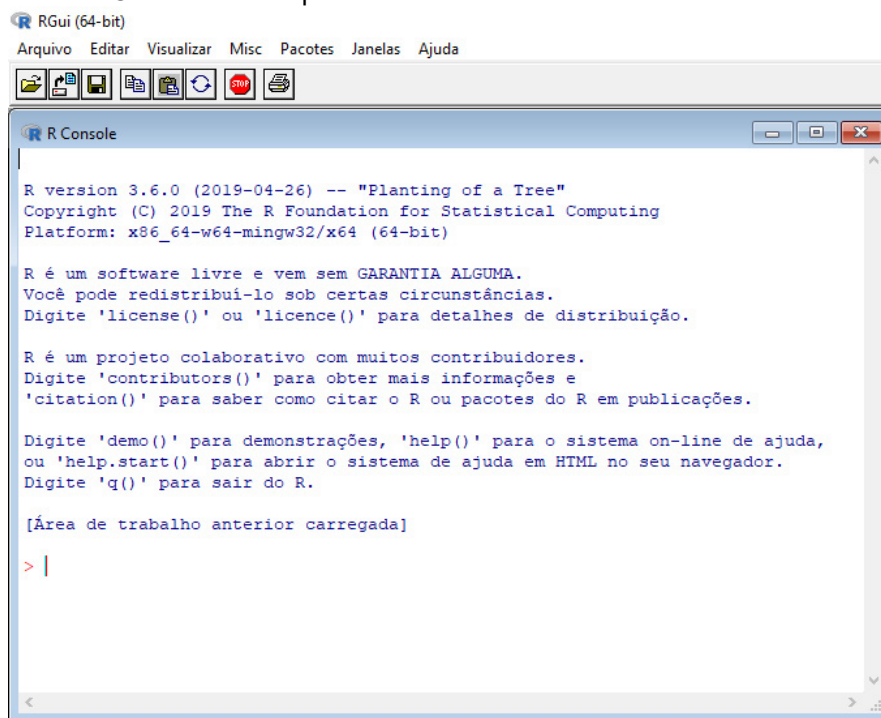 RGui (64-bit)
Arquivo Editar Visualizar Misc Pacotes Janelas Ajuda
STOP
R Console
R version 3.6.0 (2019-04-26) -- "Planting of a Tree"
Copyright (C) 2019 The R Foundation for Statistical Computing
Platform: x86_64-w64-mingw32/x64 (64-bit)
R é um software livre e vem sem GARANTIA ALGUMA.
Você pode redistribuí-lo sob certas circunstâncias.
Digite 'license()' ou 'licence()' para detalhes de distribuição.
R é um projeto colaborativo com muitos contribuidores.
Digite 'contributors()' para obter mais informações e
'citation()' para saber como citar o R ou pacotes do R em publicações.
Digite 'demo()' para demonstrações, 'help()' para o sistema on-line de ajuda,
ou 'help.start()' para abrir o sistema de ajuda em HTML no seu navegador.
Digite 'q()' para sair do R.
[Área de trabalho anterior carregada]
>